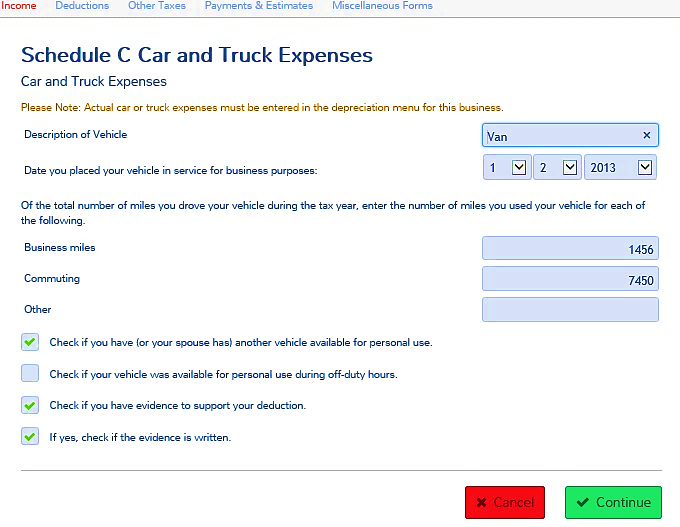 Income Deductions Other Taxes Payments & Estimates Miscellaneous Forms
Schedule C Car and Truck Expenses
Car and Truck Expenses
Please Note: Actual car or truck expenses must be entered in the depreciation menu for this business.
Description of Vehicle Van ×
Date you placed your vehicle in service for business purposes: 1 2 2013
Of the total number of miles you drove your vehicle during the tax year, enter the number of miles you used your vehicle for each of
the following.
Business miles 1456
Commuting 7450
Other
Check if you have (or your spouse has) another vehicle available for personal use.
Check if your vehicle was available for personal use during off-duty hours.
Check if you have evidence to support your deduction.
If yes, check if the evidence is written.
Cancel Continue